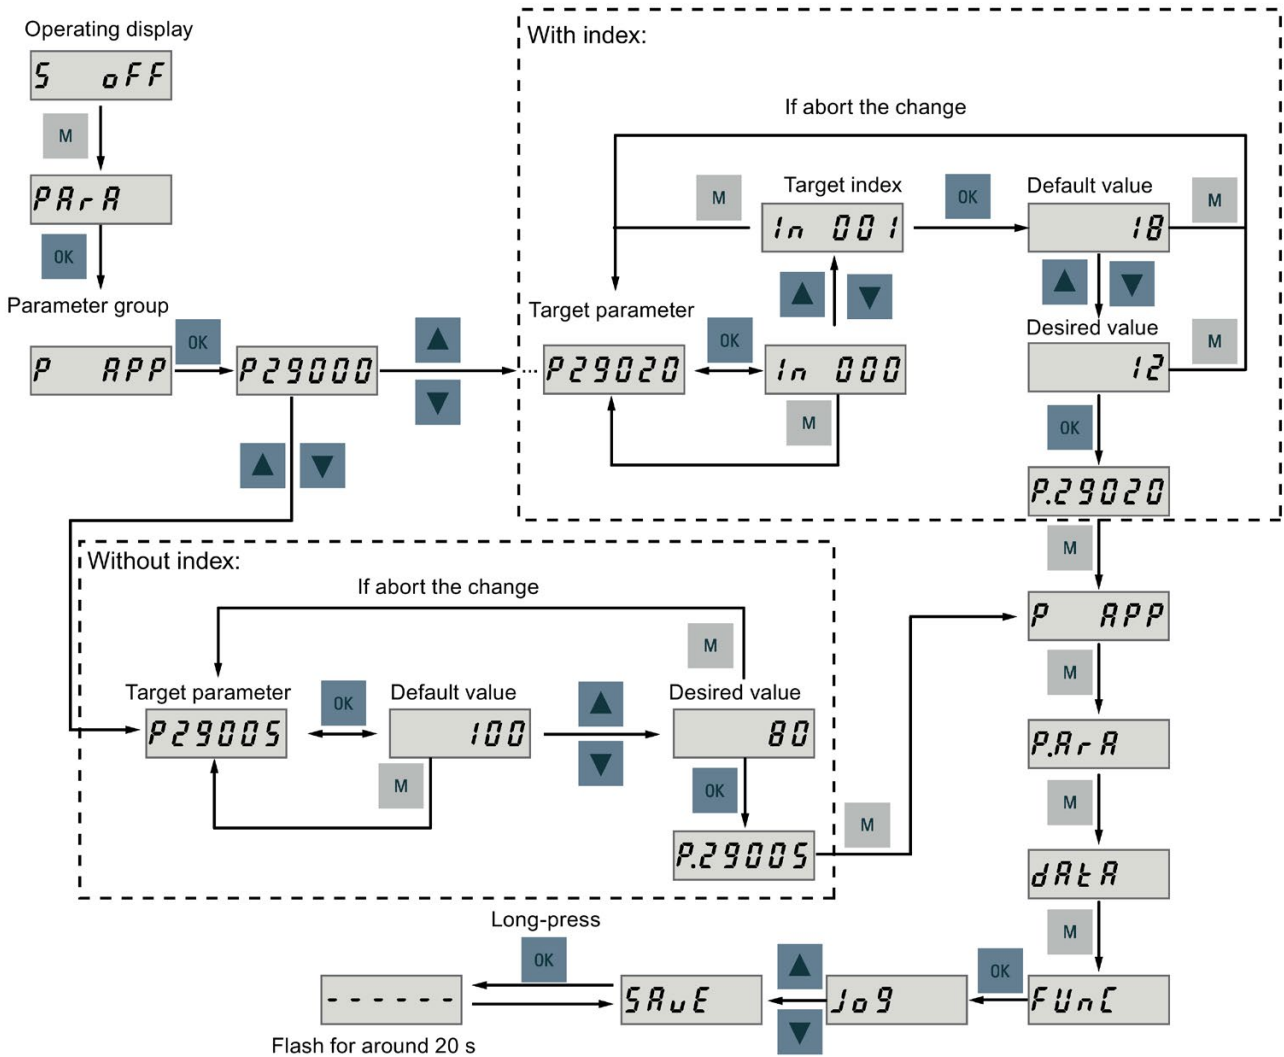 Operating display
S oFF
M
PArA
OK
Parameter group
P APP
OK
P29000
With index:
If abort the change
M
Target index
In 001
OK
Default value
18
M
Target parameter
P29020
OK
In 000
M
Desired value
12
M
OK
P.29020
M
Without index:
If abort the change
M
Target parameter
P29005
OK
Default value
100
M
Desired value
80
OK
P.29005
M
P APP
M
P.ArA
M
dAtA
M
FUnC
OK
Jog
SAvE
Long-press
OK
------
Flash for around 20 s